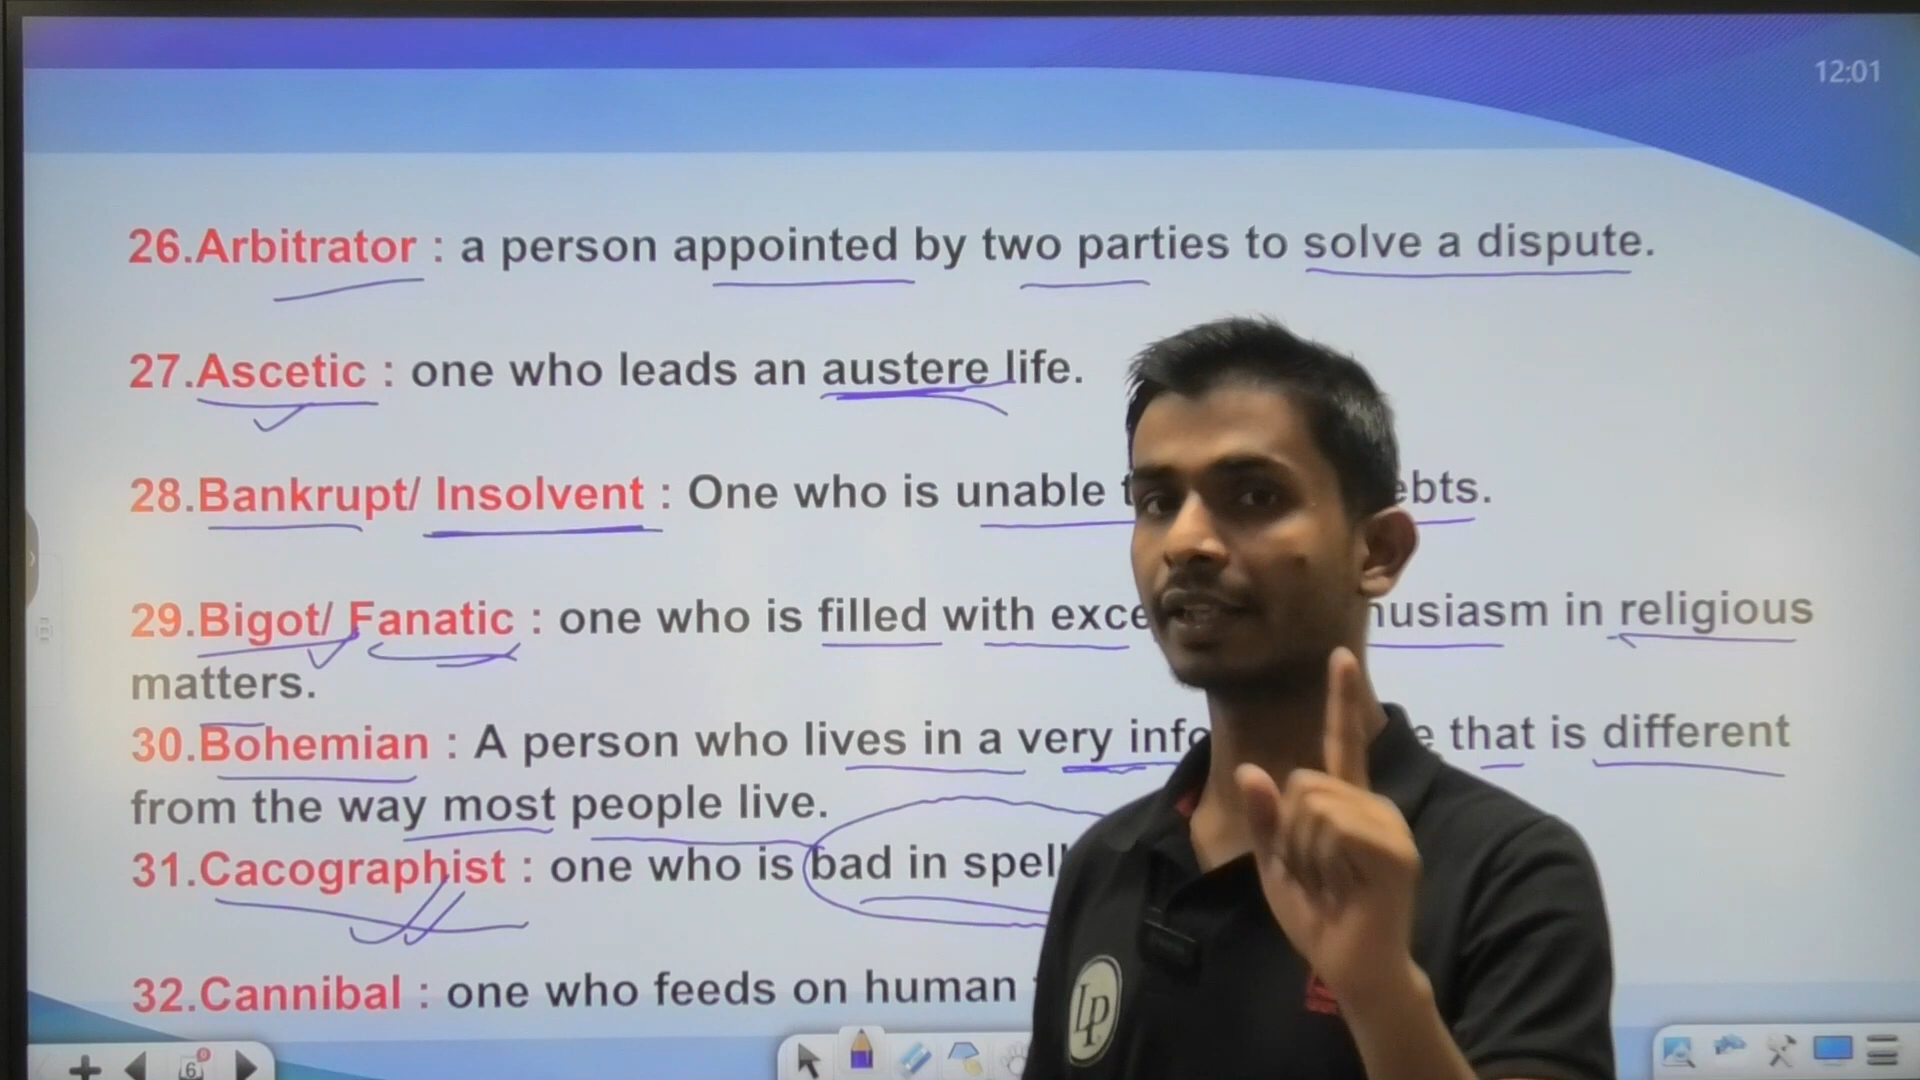 12:01
26.Arbitrator : a person appointed by two parties to solve a dispute.
27.Ascetic : one who leads an austere life.
28.Bankrupt/ Insolvent : One who is unable ebts.
29.Bigot/ Fanatic : one who is filled with exce husiasm in religious
matters.
30.Bohemian : A person who lives in a very info e that is different
from the way most people live.
31.Cacographist : one who is bad in spell
32.Cannibal : one who feeds on human
6
LP